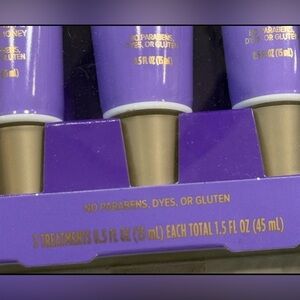 HONEY
NO PARABENS,
DYES, OR GLUTEN
.5 FL OZ (15 mL)
NO PARABENS,
DYES, OR GLUTEN
.5 FL OZ (15 mL)
NO PARABENS, DYES, OR GLUTEN
3 TREATMENTS 0.5 FL OZ (15 mL) EACH TOTAL 1.5 FL OZ (45 mL)